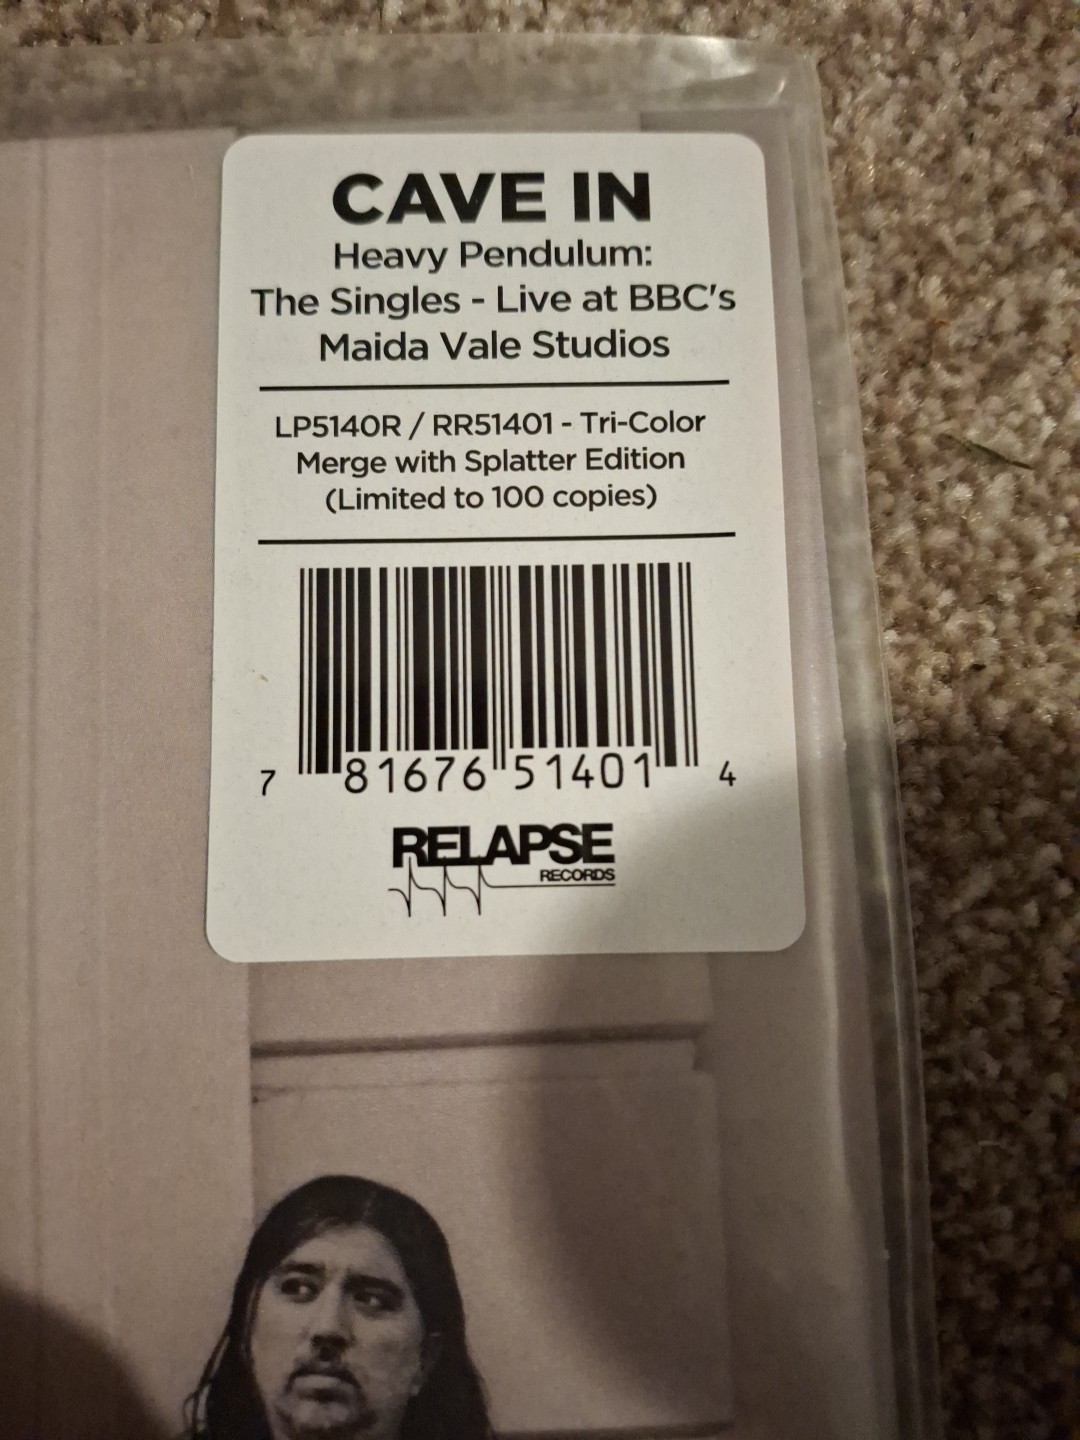 CAVE IN
Heavy Pendulum:
The Singles - Live at BBC's
Maida Vale Studios
LP5140R / RR51401 - Tri-Color
Merge with Splatter Edition
(Limited to 100 copies)
7 81676 51401 4
RELAPSE
RECORDS